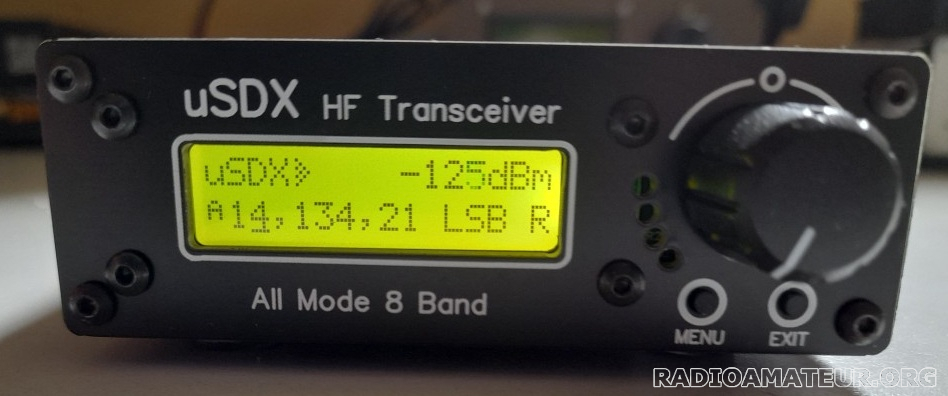 uSDX HF Transceiver
uSDX» -125dBm
A14,134,21 LSB R
All Mode 8 Band
MENU EXIT
RADIOAMATEUR.ORG